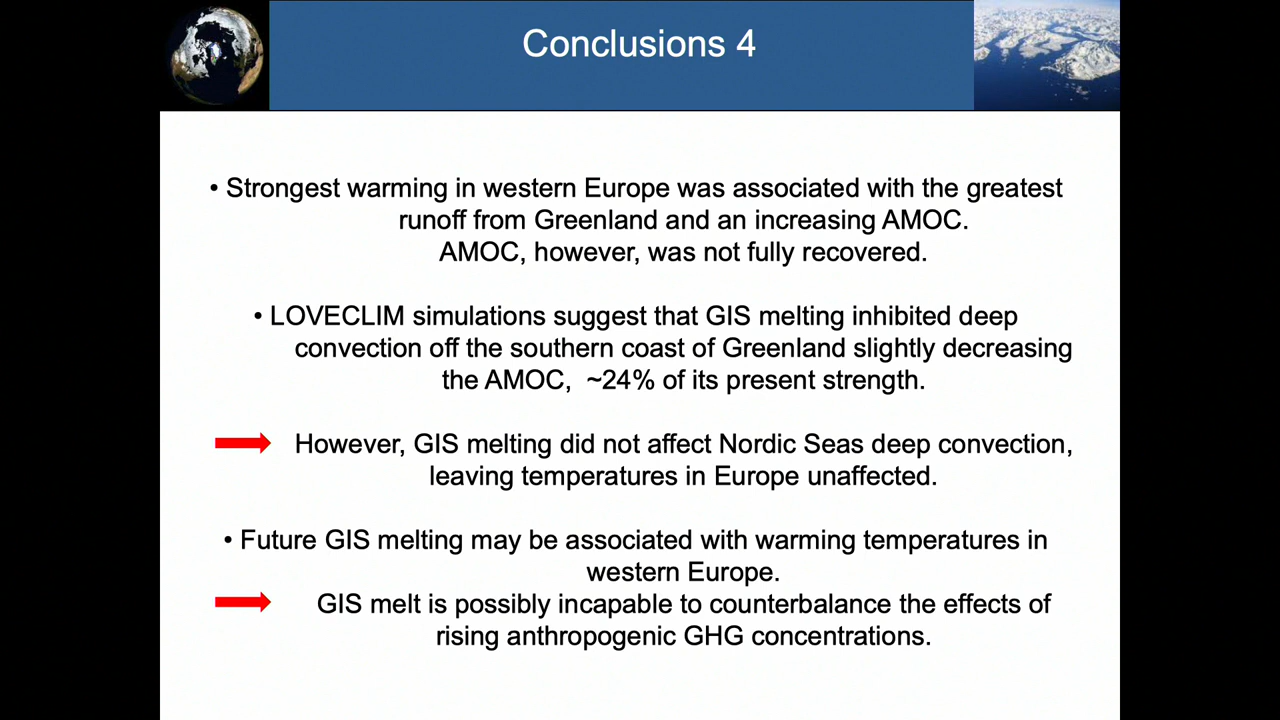 Conclusions 4
• Strongest warming in western Europe was associated with the greatest
runoff from Greenland and an increasing AMOC.
AMOC, however, was not fully recovered.
• LOVECLIM simulations suggest that GIS melting inhibited deep
convection off the southern coast of Greenland slightly decreasing
the AMOC, ~24% of its present strength.
However, GIS melting did not affect Nordic Seas deep convection,
leaving temperatures in Europe unaffected.
• Future GIS melting may be associated with warming temperatures in
western Europe.
GIS melt is possibly incapable to counterbalance the effects of
rising anthropogenic GHG concentrations.